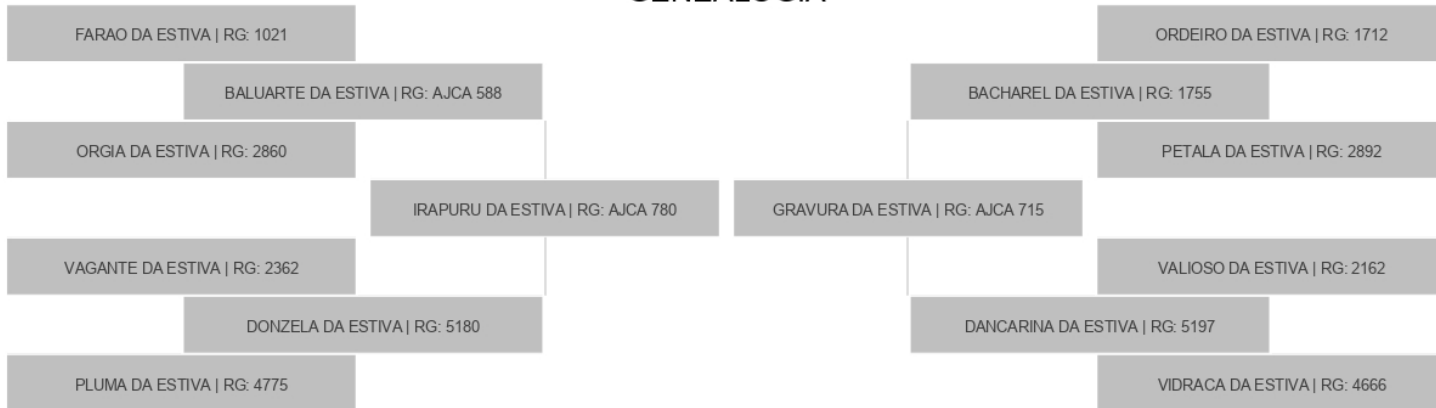 GENEALOGIA
FARAO DA ESTIVA | RG: 1021
ORDEIRO DA ESTIVA | RG: 1712
BALUARTE DA ESTIVA | RG: AJCA 588
BACHAREL DA ESTIVA | RG: 1755
ORGIA DA ESTIVA | RG: 2860
PETALA DA ESTIVA | RG: 2892
IRAPURU DA ESTIVA | RG: AJCA 780
GRAVURA DA ESTIVA | RG: AJCA 715
VAGANTE DA ESTIVA | RG: 2362
VALIOSO DA ESTIVA | RG: 2162
DONZELA DA ESTIVA | RG: 5180
DANCARINA DA ESTIVA | RG: 5197
PLUMA DA ESTIVA | RG: 4775
VIDRACA DA ESTIVA | RG: 4666